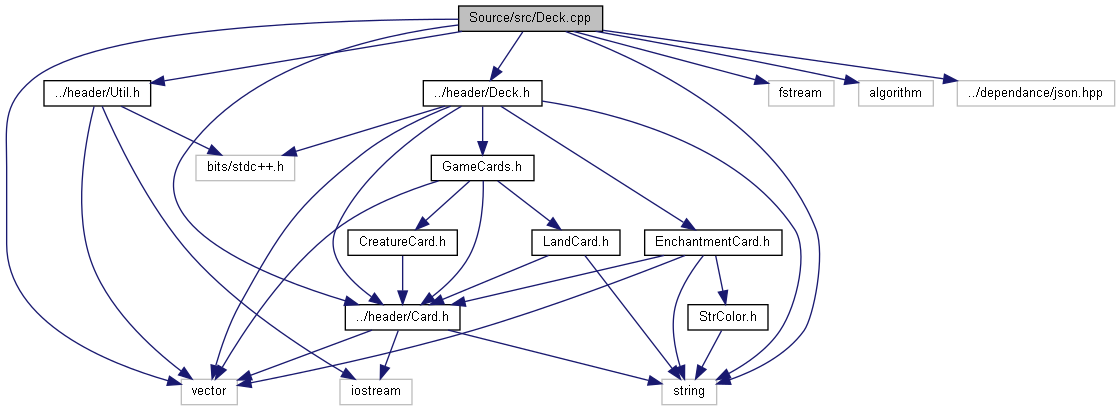 Source/src/Deck.cpp
../header/Util.h
../header/Deck.h
fstream
algorithm
../dependance/json.hpp
bits/stdc++.h
GameCards.h
CreatureCard.h
LandCard.h
EnchantmentCard.h
../header/Card.h
StrColor.h
vector
iostream
string